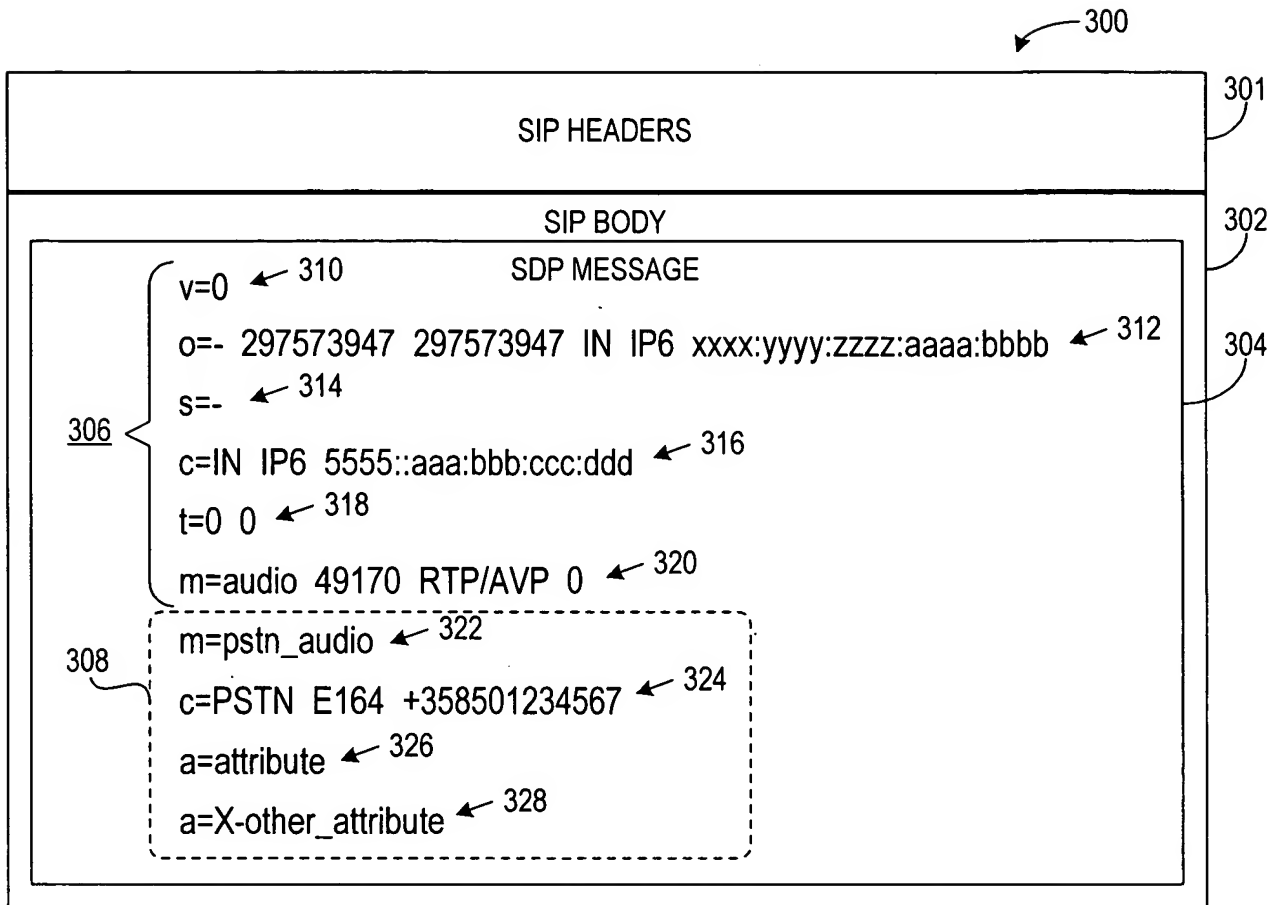 300
301
SIP HEADERS
302
SIP BODY
304
SDP MESSAGE
306
v=0 310
o=- 297573947 297573947 IN IP6 xxxx:yyyy:zzzz:aaaa:bbbb 312
s=- 314
c=IN IP6 5555::aaa:bbb:ccc:ddd 316
t=0 0 318
m=audio 49170 RTP/AVP 0 320
308
m=pstn_audio 322
c=PSTN E164 +358501234567 324
a=attribute 326
a=X-other_attribute 328